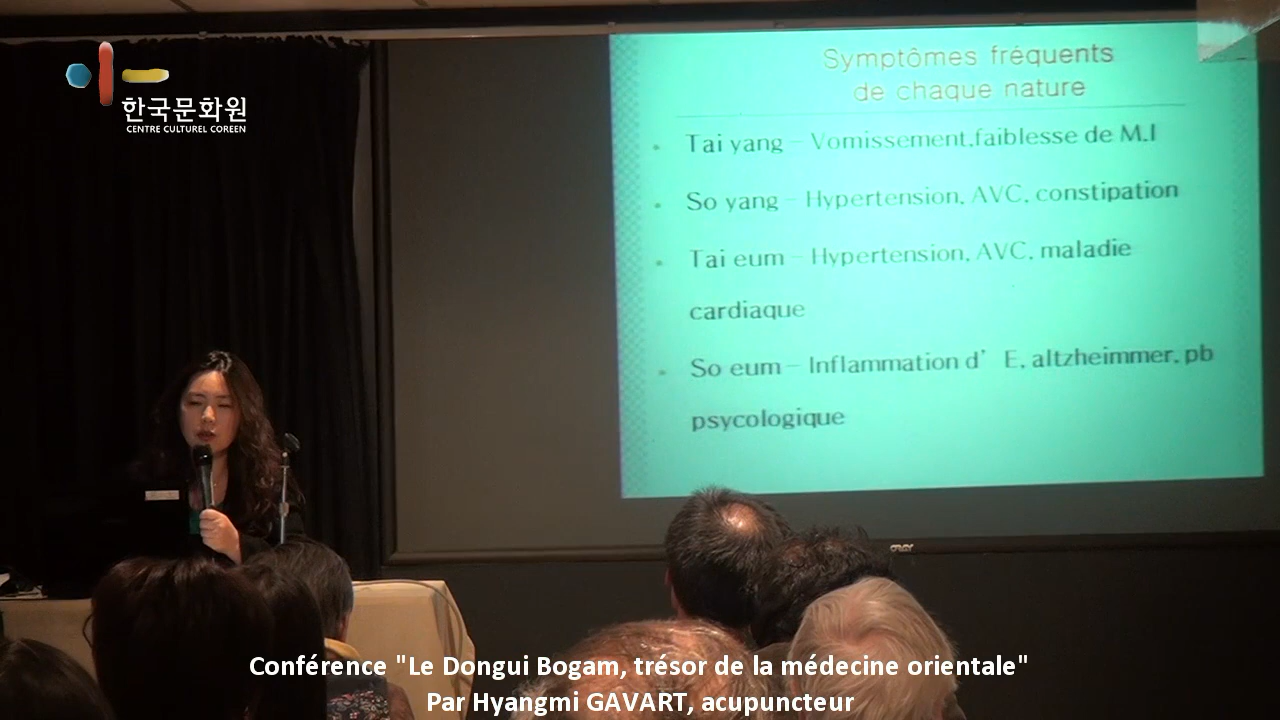 한국문화원
CENTRE CULTUREL COREEN
Symptômes fréquents
de chaque nature
Tai yang – Vomissement,faiblesse de M.I
So yang – Hypertension, AVC, constipation
Tai eum – Hypertension, AVC, maladie
cardiaque
So eum – Inflammation d' E, altzheimmer, pb
psycologique
Conférence "Le Dongui Bogam, trésor de la médecine orientale"
Par Hyangmi GAVART, acupuncteur